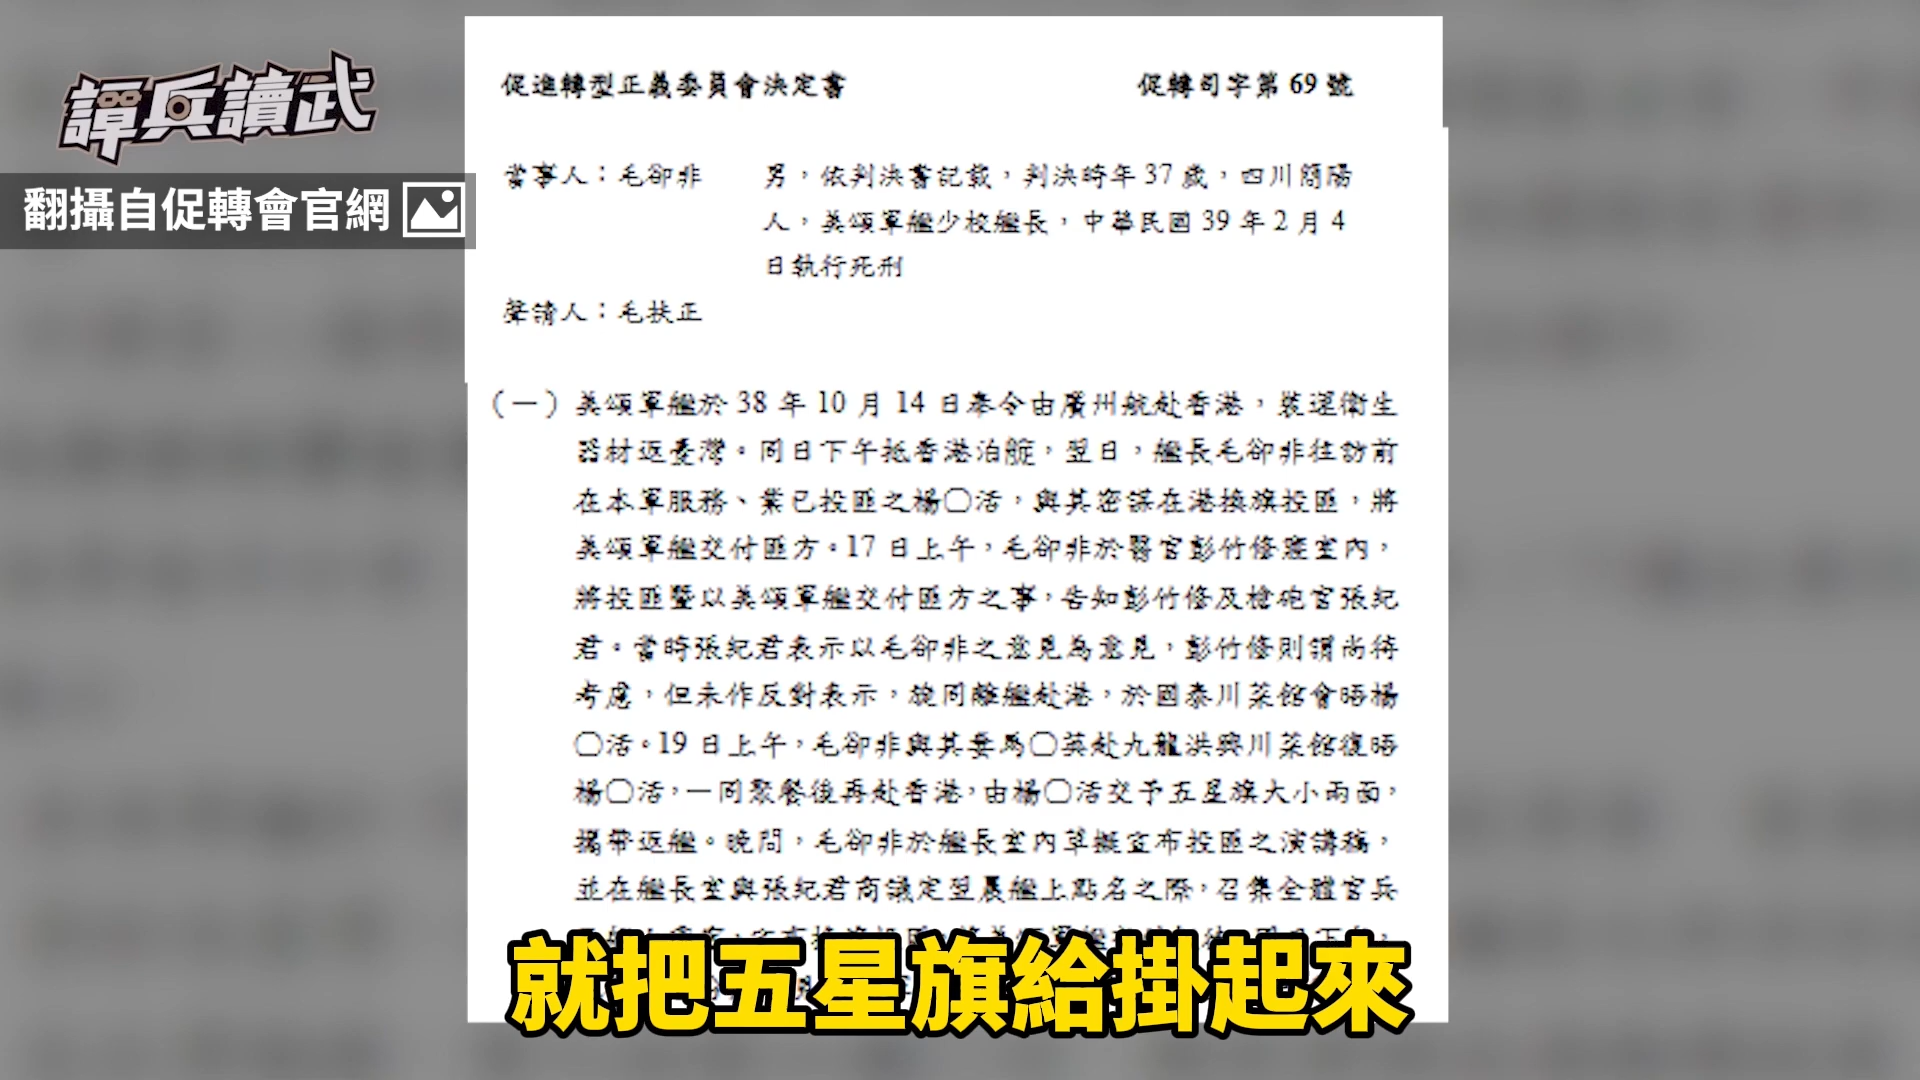 譚兵讀武
翻攝自促轉會官網
促進轉型正義委員會決定書 促轉司字第 69 號
當事人：毛卻非 男，依判決書記載，判決時年 37 歲，四川簡陽
人，美頌軍艦少校艦長，中華民國 39 年 2 月 4
日執行死刑
聲請人：毛扶正
（一）美頌軍艦於 38 年 10 月 14 日奉令由廣州航赴香港，裝運衛生
器材返臺灣。同日下午抵香港泊碇，翌日，艦長毛卻非往訪前
在本軍服務、業已投匪之楊〇活，與其密謀在港換旗投匪，將
美頌軍艦交付匪方。17 日上午，毛卻非於醫官彭竹修寢室內，
將投匪暨以美頌軍艦交付匪方之事，告知彭竹修及槍砲官張紀
君。當時張紀君表示以毛卻非之意見為意見，彭竹修則謂尚待
考慮，但未作反對表示，旋同離艦赴港，於國泰川菜館會晤楊
〇活。19 日上午，毛卻非與其妻馬〇英赴九龍洪興川菜館復晤
楊〇活，一同聚餐後再赴香港，由楊〇活交予五星旗大小兩面，
攜帶返艦。晚間，毛卻非於艦長室內草擬宣布投匪之演講稿，
並在艦長室與張紀君商議定翌晨艦上點名之際，召集全體官兵
就把五星旗給掛起來